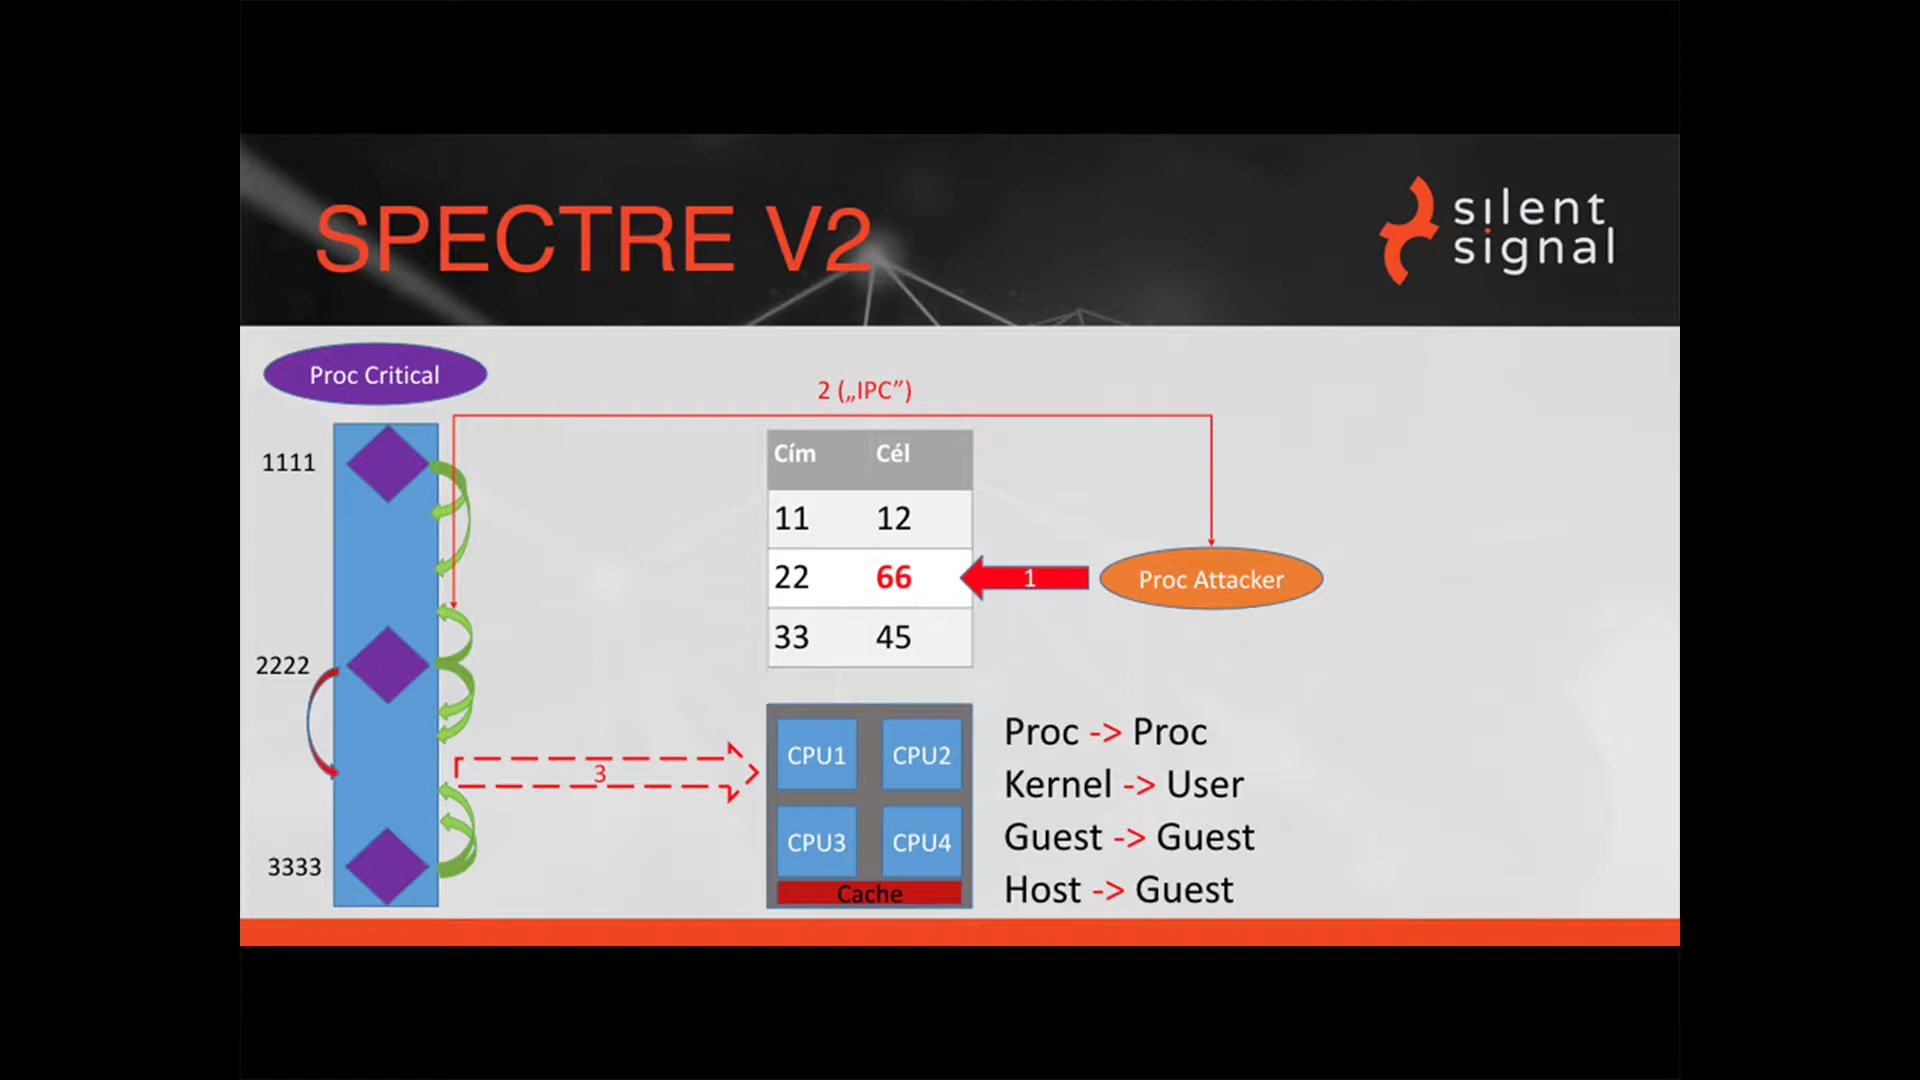 SPECTRE V2
silent
signal
Proc Critical
2 („IPC”)
1111
Cím Cél
11 12
22 66
33 45
1
Proc Attacker
2222
3
3333
CPU1 CPU2
CPU3 CPU4
Cache
Proc -> Proc
Kernel -> User
Guest -> Guest
Host -> Guest